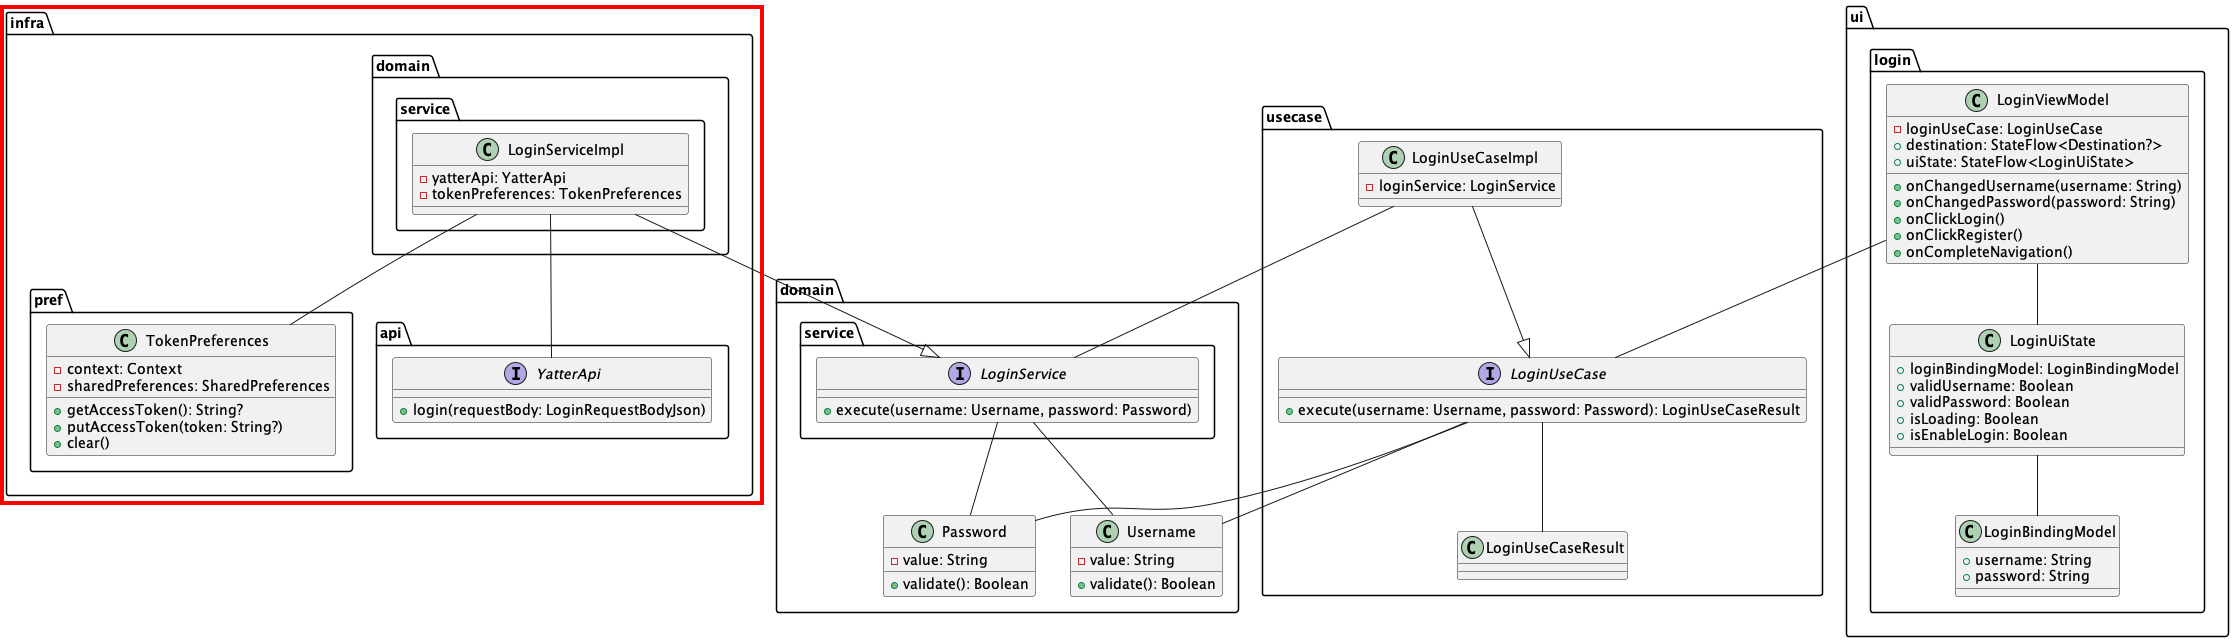 infra
domain
service
C LoginServiceImpl
yatterApi: YatterApi
tokenPreferences: TokenPreferences
pref
C TokenPreferences
context: Context
sharedPreferences: SharedPreferences
getAccessToken(): String?
putAccessToken(token: String?)
clear()
api
I YatterApi
login(requestBody: LoginRequestBodyJson)
domain
service
I LoginService
execute(username: Username, password: Password)
C Password
value: String
validate(): Boolean
C Username
value: String
validate(): Boolean
usecase
C LoginUseCaseImpl
loginService: LoginService
I LoginUseCase
execute(username: Username, password: Password): LoginUseCaseResult
C LoginUseCaseResult
ui
login
C LoginViewModel
loginUseCase: LoginUseCase
destination: StateFlow<Destination?>
uiState: StateFlow<LoginUiState>
onChangedUsername(username: String)
onChangedPassword(password: String)
onClickLogin()
onClickRegister()
onCompleteNavigation()
C LoginUiState
loginBindingModel: LoginBindingModel
validUsername: Boolean
validPassword: Boolean
isLoading: Boolean
isEnableLogin: Boolean
C LoginBindingModel
username: String
password: String